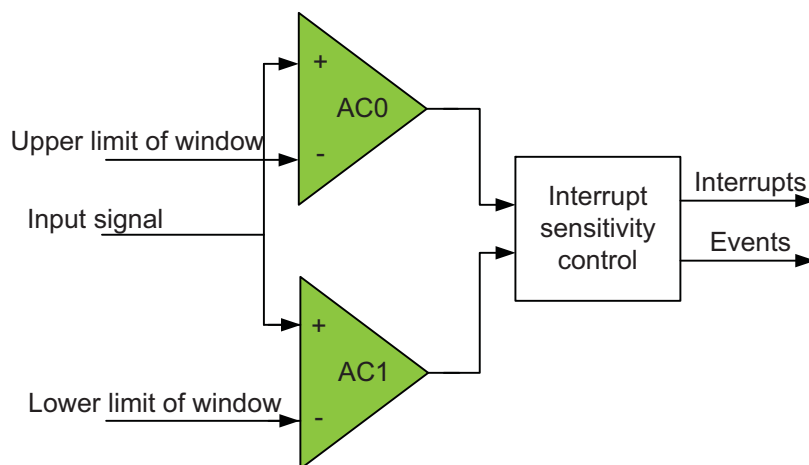 +
AC0
Upper limit of window
-
Input signal
+
AC1
Lower limit of window
-
Interrupt
sensitivity
control
Interrupts
Events